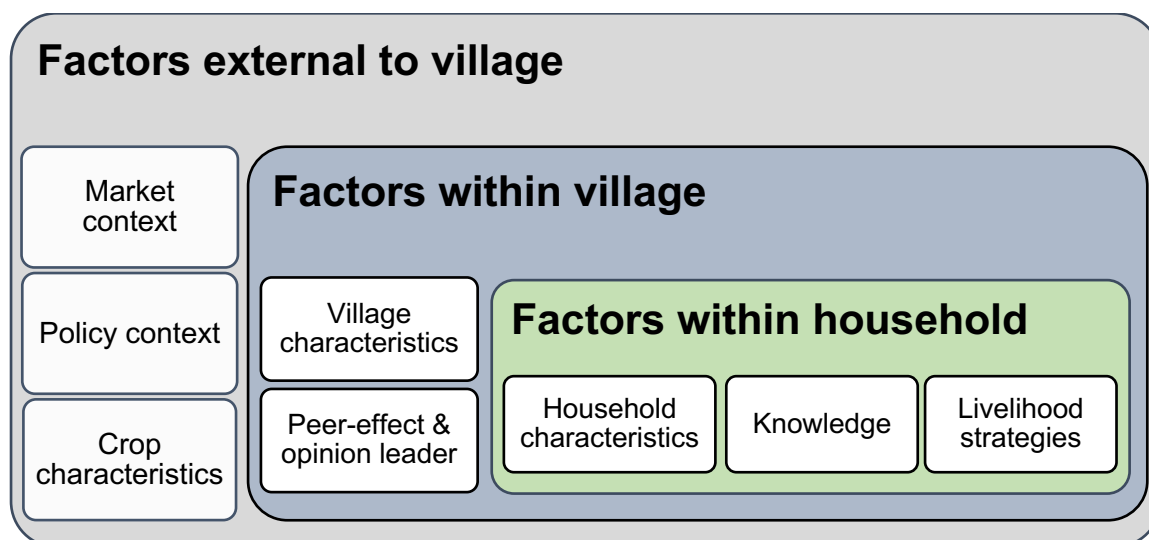 Factors external to village
Market
context
Policy context
Crop
characteristics
Factors within village
Village
characteristics
Peer-effect &
opinion leader
Factors within household
Household
characteristics
Knowledge
Livelihood
strategies